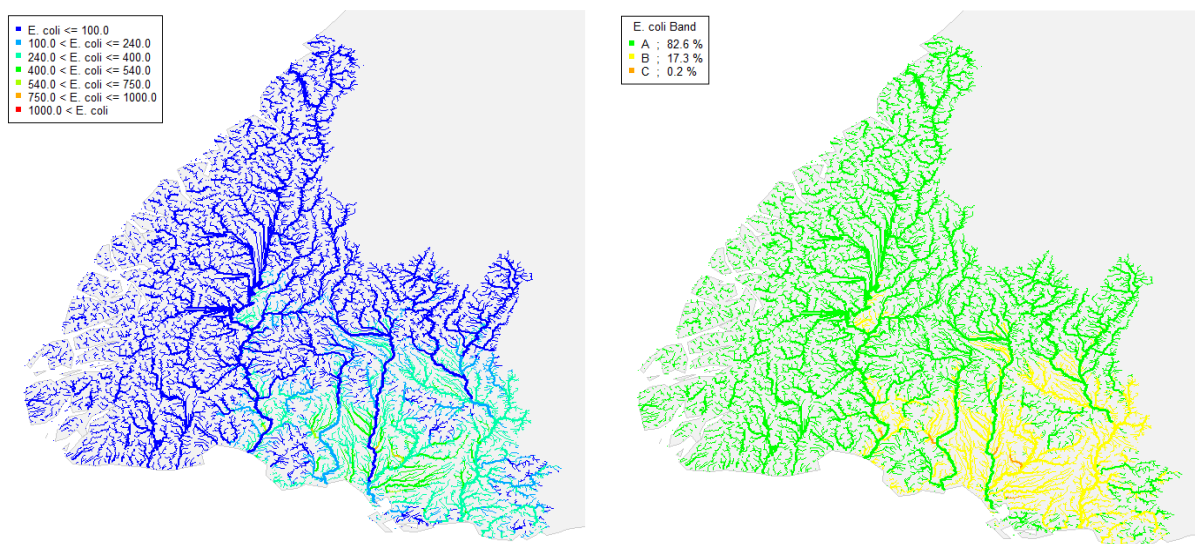 E. coli <= 100.0
100.0 < E. coli <= 240.0
240.0 < E. coli <= 400.0
400.0 < E. coli <= 540.0
540.0 < E. coli <= 750.0
750.0 < E. coli <= 1000.0
1000.0 < E. coli
E. coli Band
A ; 82.6 %
B ; 17.3 %
C ; 0.2 %